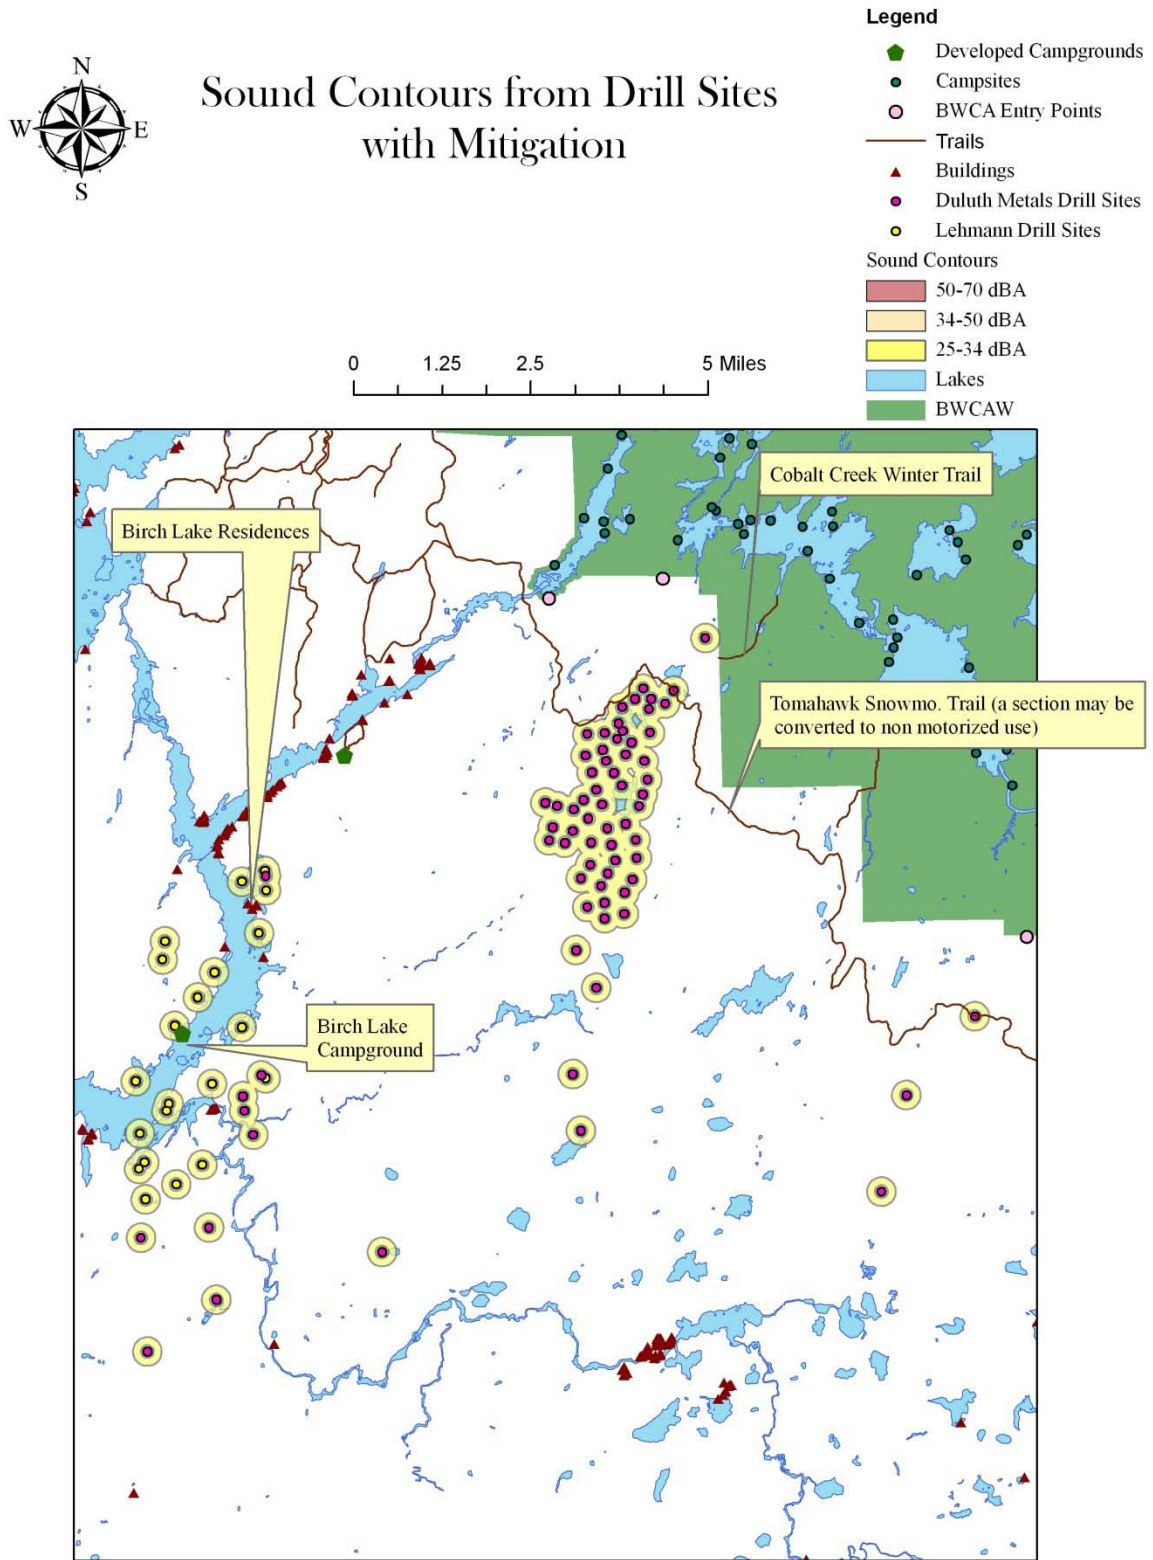 Legend
Developed Campgrounds
Campsites
BWCA Entry Points
Trails
Buildings
Duluth Metals Drill Sites
Lehmann Drill Sites
Sound Contours
50-70 dBA
34-50 dBA
25-34 dBA
Lakes
BWCAW
N
W E
S
Sound Contours from Drill Sites
with Mitigation
0 1.25 2.5 5 Miles
Cobalt Creek Winter Trail
Birch Lake Residences
Tomahawk Snowmo. Trail (a section may be
converted to non motorized use)
Birch Lake
Campground